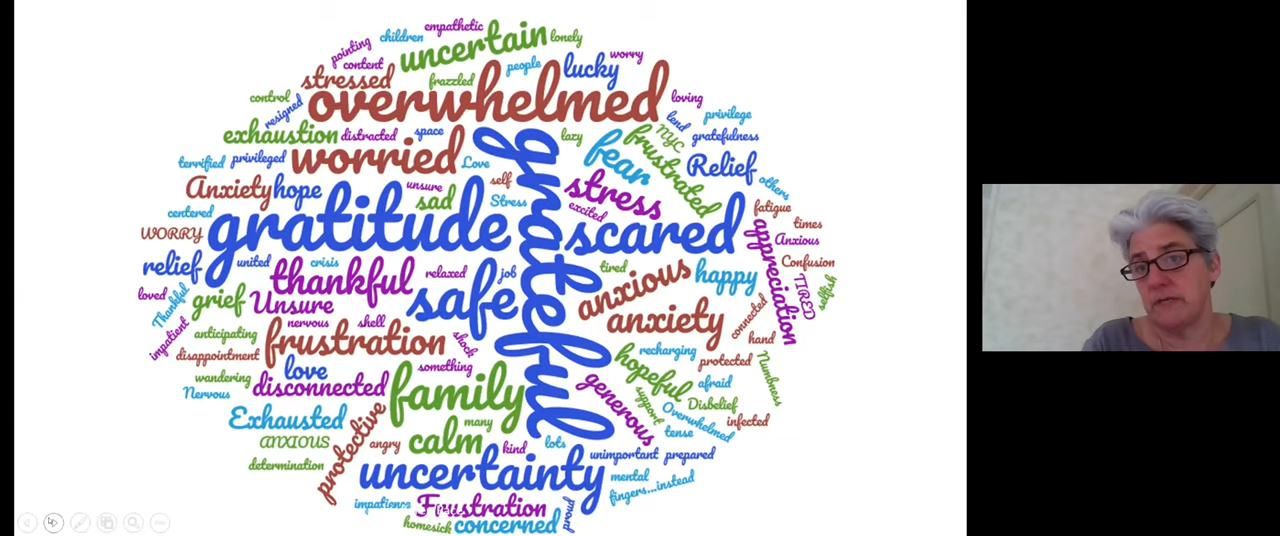 empathetic
children
pointing
uncertain
lonely
content
worry
people
lucky
stressed
frazzled
control
overwhelmed
loving
resigned
lend
privilege
exhaustion
distracted
space
lazy
NYC
gratefulness
frustrated
fear
terrified
privileged
worried
Love
Relief
others
Anxiety
hope
unsure
self
stress
sad
Stress
excited
centered
gratitude
grateful
scared
fatigue
times
WORRY
appreciation
Anxious
relief
united
crisis
thankful
relaxed
job
tired
anxious
happy
Confusion
TIRED
selfish
loved
Thankful
grief
Unsure
safe
anxiety
connected
impatient
anticipating
nervous
shell
shock
hand
disappointment
frustration
recharging
protected
Numbness
wandering
love
something
hopeful
afraid
Nervous
disconnected
family
generous
support
Disbelief
Exhausted
protective
many
Overwhelmed
infected
tense
ANXIOUS
angry
calm
kind
lots
unimportant
prepared
determination
uncertainty
mental
fingers...instead
impatience
Frustration
proud
homesick
concerned